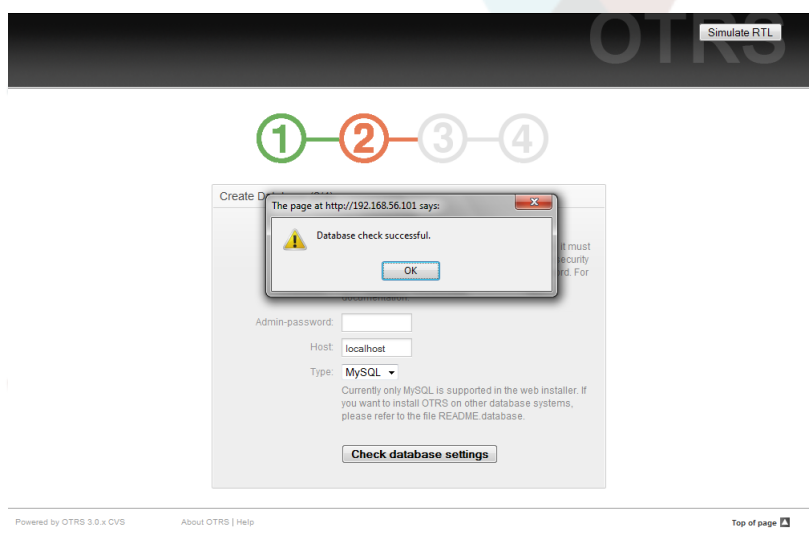 OTRS
Simulate RTL
1 2 3 4
Create
The page at http://192.168.56.101 says:
Database check successful.
OK
it must
ecurity
rd. For
documentation.
Admin-password:
Host: localhost
Type: MySQL
Currently only MySQL is supported in the web installer. If
you want to install OTRS on other database systems,
please refer to the file README.database.
Check database settings
Powered by OTRS 3.0.x CVS
About OTRS | Help
Top of page